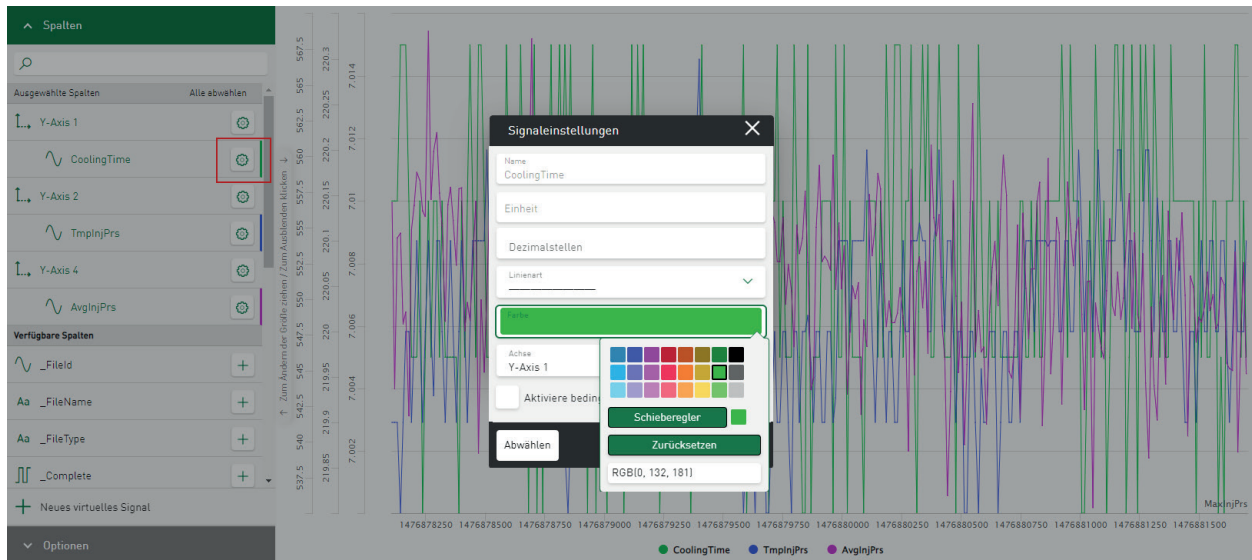 Spalten
Ausgewählte Spalten Alle abwählen
Y-Axis 1
CoolingTime
Y-Axis 2
TmpInjPrs
Y-Axis 4
AvgInjPrs
Verfügbare Spalten
_FileId
Aa _FileName
Aa _FileType
_Complete
Neues virtuelles Signal
Optionen
← Zum Ändern der Größe ziehen / Zum Ausblenden klicken →
567.5
565
562.5
560
557.5
555
552.5
550
547.5
545
542.5
540
537.5
220.3
220.25
220.2
220.15
220.1
220.05
220
219.95
219.9
219.85
7.014
7.012
7.01
7.008
7.006
7.004
7.002
Signaleinstellungen
Name
CoolingTime
Einheit
Dezimalstellen
Linienart
Farbe
Achse
Y-Axis 1
Aktiviere beding
Abwählen
Schieberegler
Zurücksetzen
RGB(0, 132, 181)
MaxInjPrs
1476878250 1476878500 1476878750 1476879000 1476879250 1476879500 1476879750 1476880000 1476880250 1476880500 1476880750 1476881000 1476881250 1476881500
CoolingTime TmpInjPrs AvgInjPrs